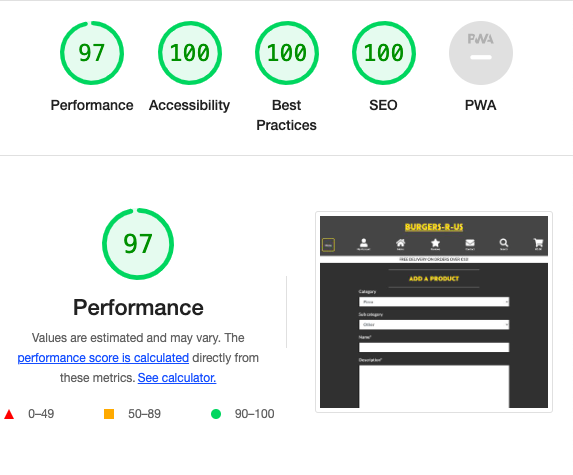 97
100
100
100
PWA
Performance
Accessibility
Best
Practices
SEO
PWA
97
Performance
Values are estimated and may vary. The
performance score is calculated directly from
these metrics. See calculator.
0–49
50–89
90–100
BURGERS-R-US
FREE DELIVERY ON ORDERS OVER
ADD A PRODUCT
Category
Pizza
Sub category
Name*
Description*